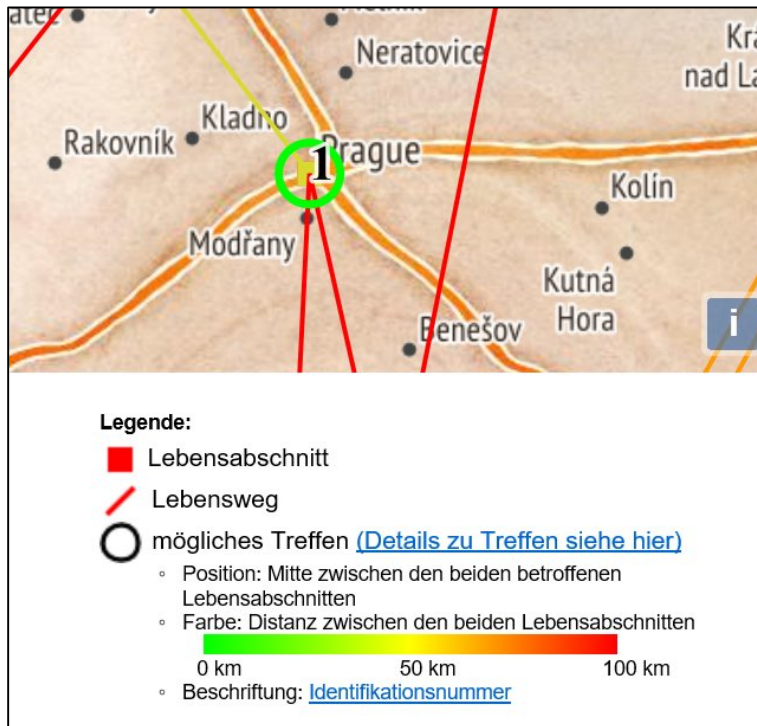 Neratovice
nad La
Kladno
Rakovník
1
Prague
Kolín
Modřany
Kutná
Hora
i
Benešov
Legende:
Lebensabschnitt
Lebensweg
mögliches Treffen (Details zu Treffen siehe hier)
◦ Position: Mitte zwischen den beiden betroffenen
Lebensabschnitten
◦ Farbe: Distanz zwischen den beiden Lebensabschnitten
0 km 50 km 100 km
◦ Beschriftung: Identifikationsnummer